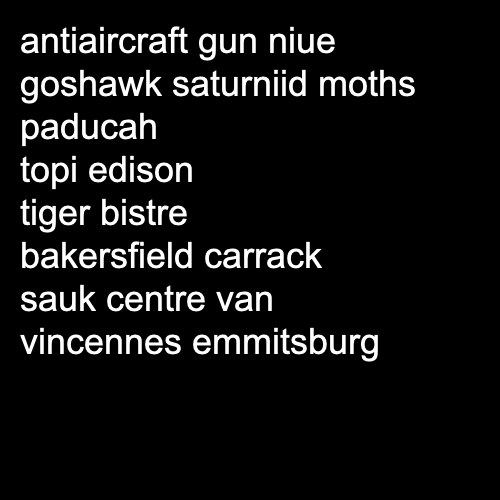 antiaircraft gun niue
goshawk saturniid moths
paducah
topi edison
tiger bistre
bakersfield carrack
sauk centre van
vincennes emmitsburg